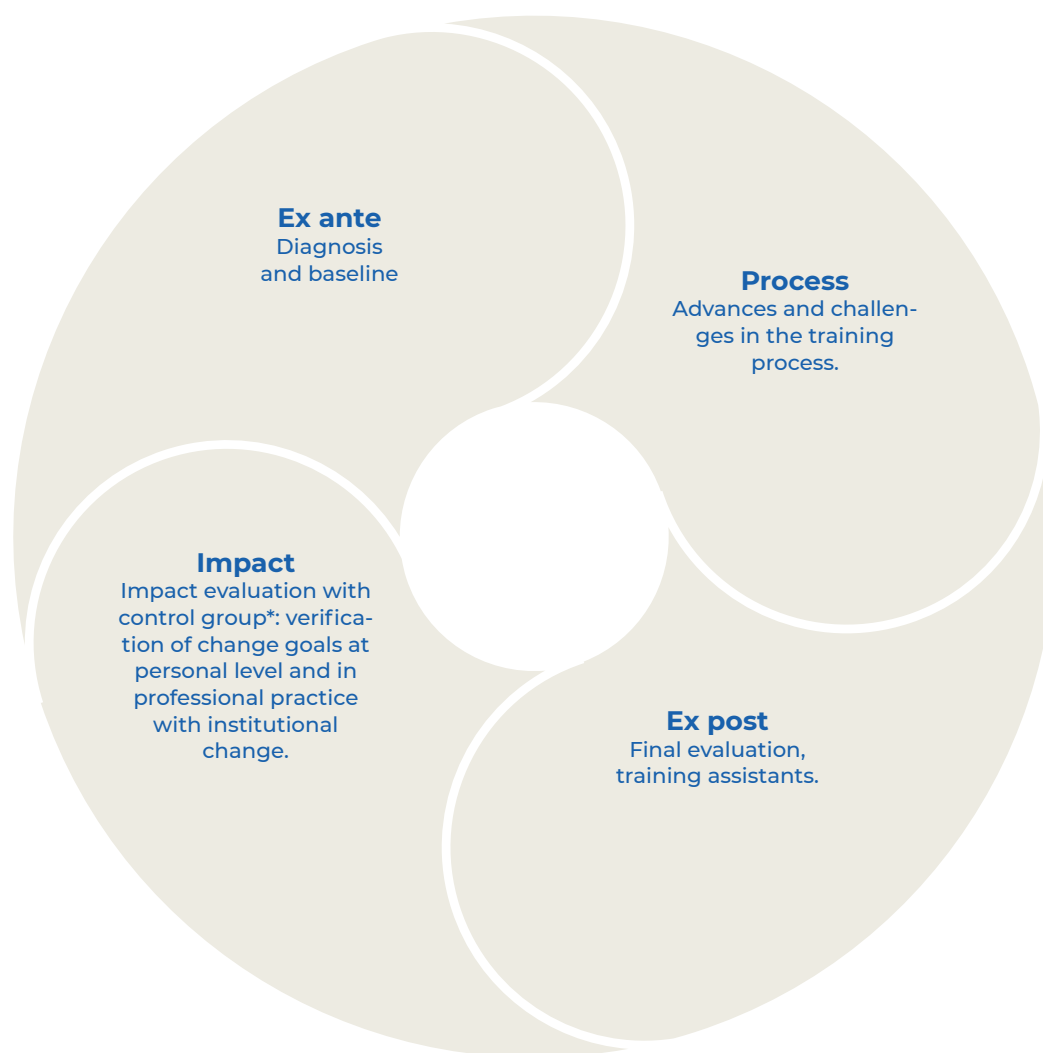 Ex ante
Diagnosis
and baseline
Process
Advances and challen-
ges in the training
process.
Impact
Impact evaluation with
control group*: verifica-
tion of change goals at
personal level and in
professional practice
with institutional
change.
Ex post
Final evaluation,
training assistants.